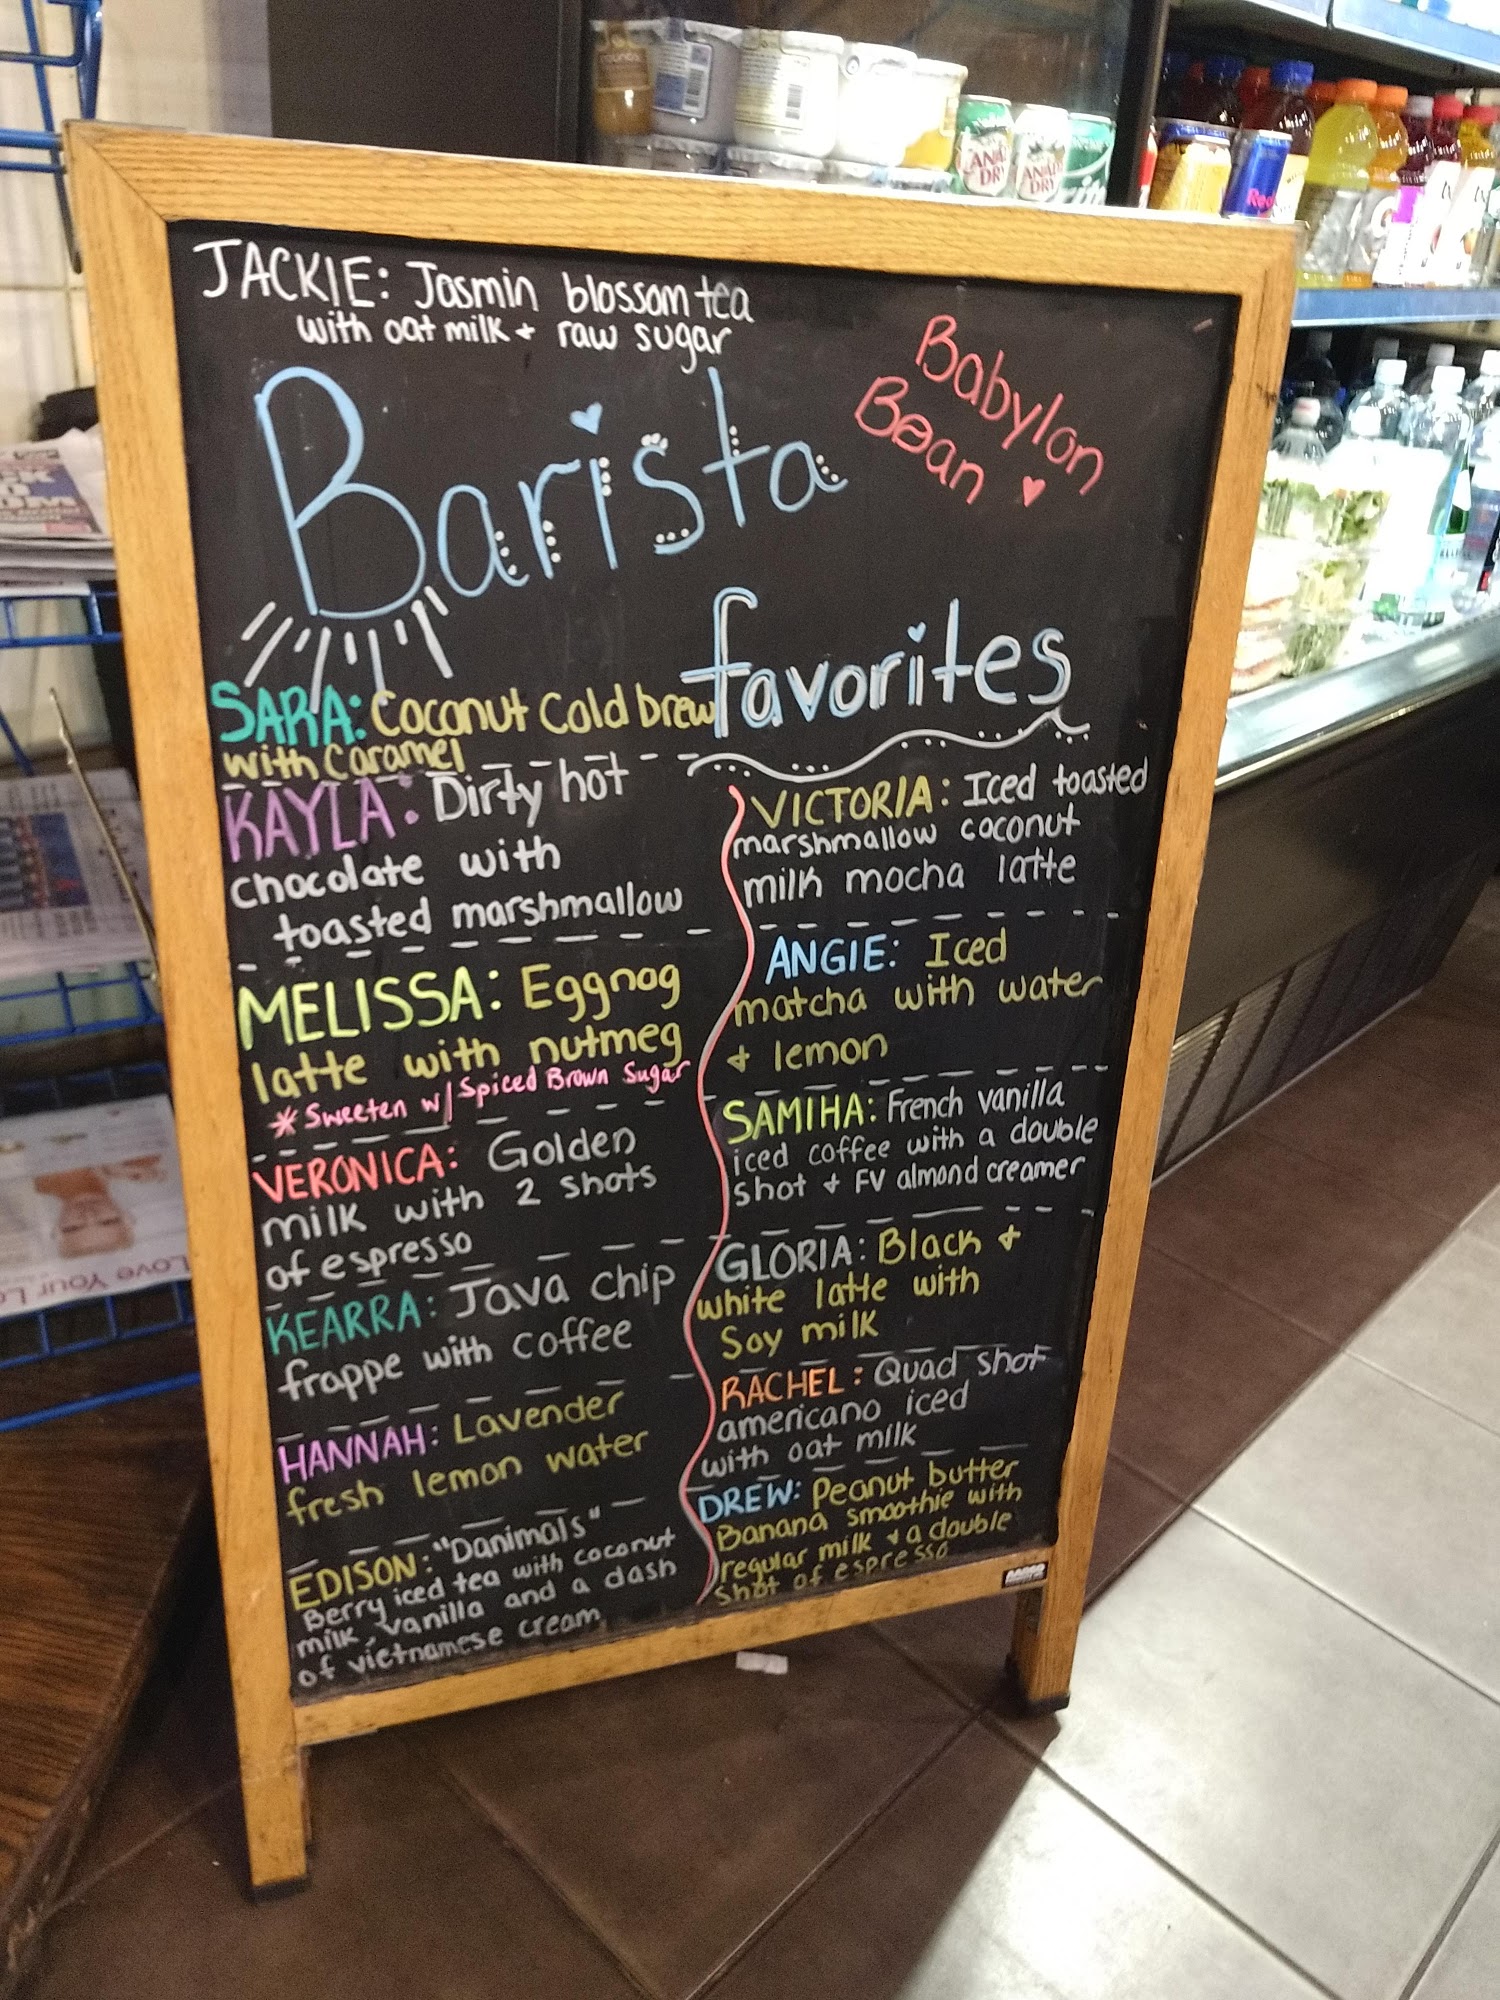 JACKIE: Jasmin blossom tea
with oat milk + raw sugar
Babylon
Bean
Barista
favorites
SARA: Coconut Cold brew
with Caramel
KAYLA: Dirty hot
chocolate with
toasted marshmallow
MELISSA: Eggnog
latte with nutmeg
* Sweeten w/ Spiced Brown Sugar
VERONICA: Golden
milk with 2 shots
of espresso
KEARRA: Java chip
frappe with coffee
HANNAH: Lavender
fresh lemon water
EDISON: "Danimals"
Berry iced tea with coconut
milk, vanilla and a dash
of vietnamese cream
VICTORIA: Iced toasted
marshmallow coconut
milk mocha latte
ANGIE: Iced
matcha with water
+ lemon
SAMIHA: French vanilla
iced coffee with a double
shot + FV almond creamer
GLORIA: Black +
white latte with
Soy milk
RACHEL: Quad shot
americano iced
with oat milk
DREW: Peanut butter
Banana smoothie with
regular milk + a double
shot of espresso
CANADA
DRY
Love Your